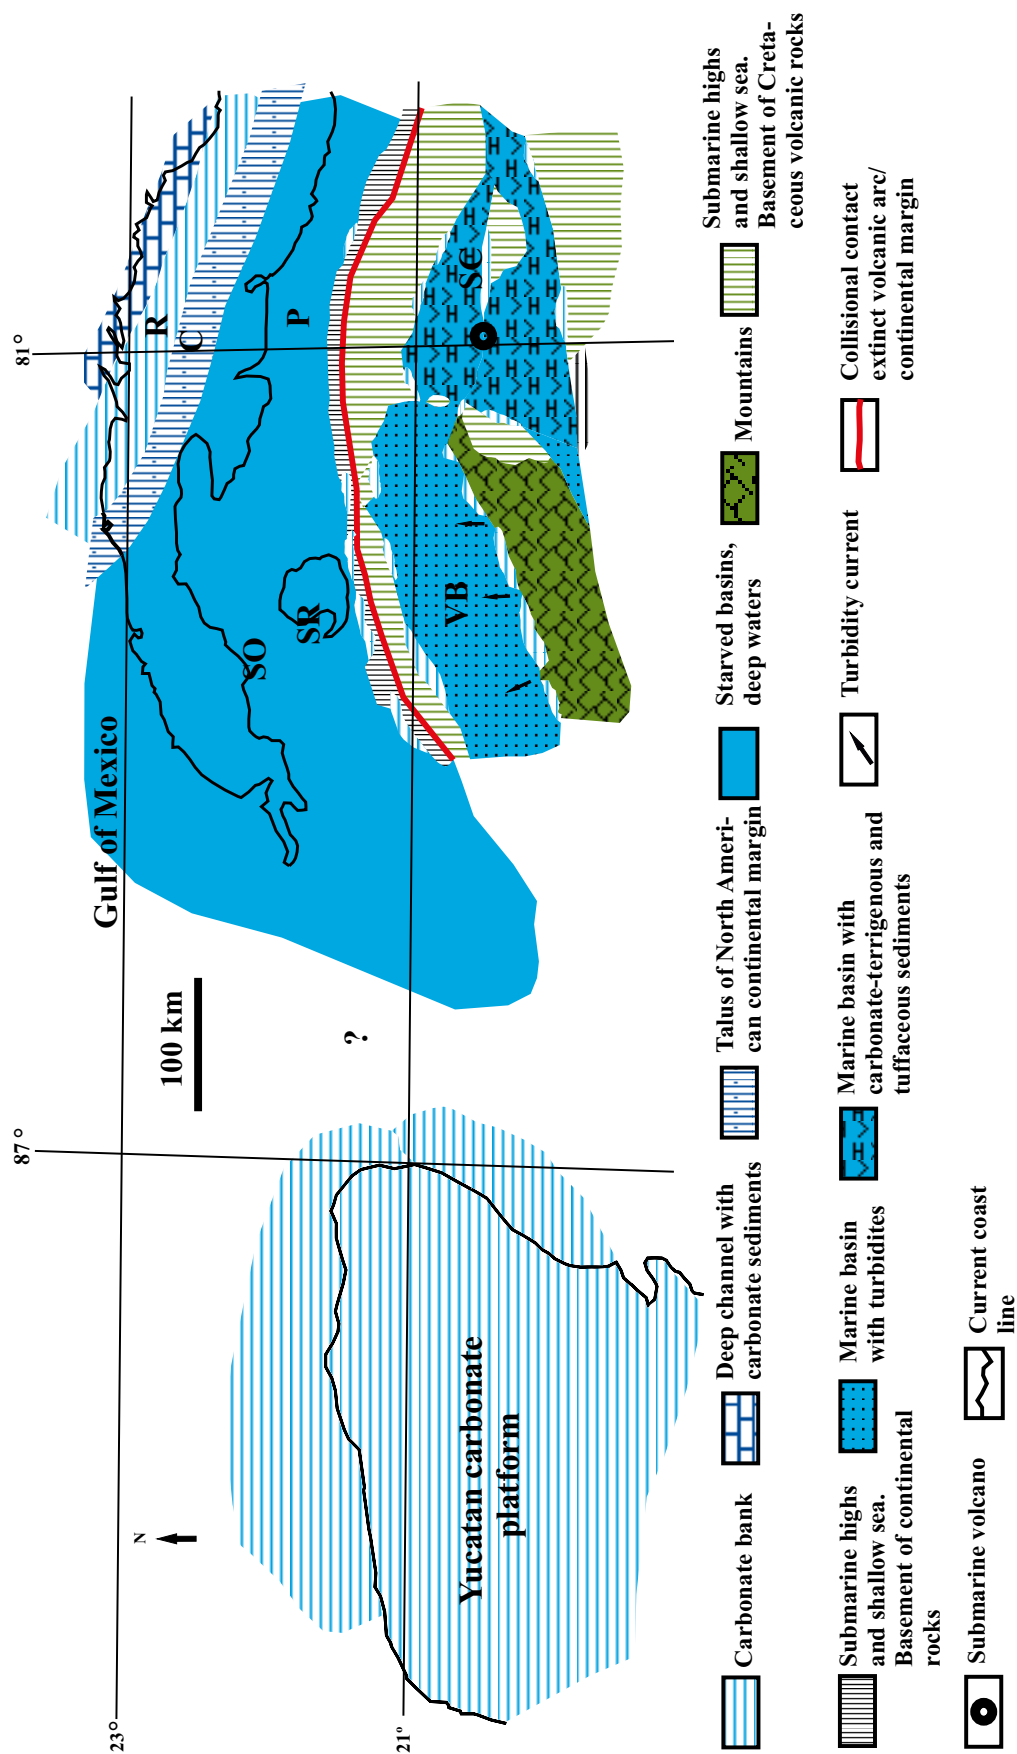 87°
81°
23°
21°
N
100 km
Gulf of Mexico
?
R
C
P
SO
SR
VB
SC
Yucatan carbonate
platform
Carbonate bank
Deep channel with
carbonate sediments
Talus of North Ameri-
can continental margin
Starved basins,
deep waters
Mountains
Submarine highs
and shallow sea.
Basement of Creta-
ceous volcanic rocks
Submarine highs
and shallow sea.
Basement of continental
rocks
Marine basin
with turbidites
Marine basin with
carbonate-terrigenous and
tuffaceous sediments
Turbidity current
Collisional contact
extinct volcanic arc/
continental margin
Submarine volcano
Current coast
line